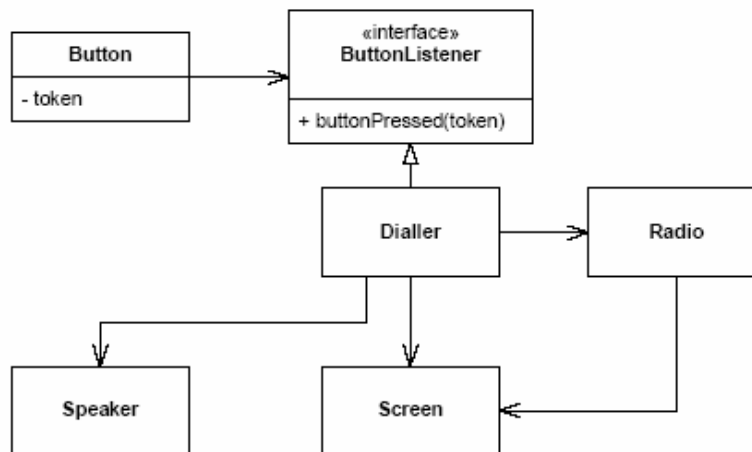 Button
- token
«interface»
ButtonListener
+ buttonPressed(token)
Dialler
Radio
Speaker
Screen